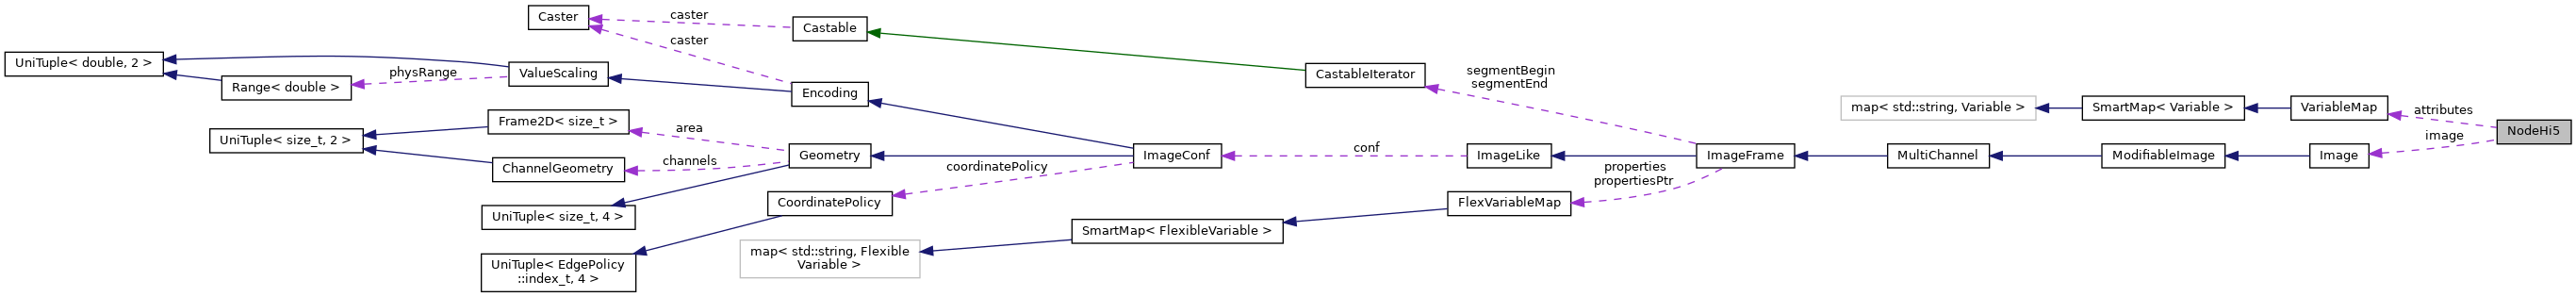 Caster
caster
Castable
caster
UniTuple< double, 2 >
physRange
ValueScaling
Range< double >
Encoding
CastableIterator
segmentBegin
segmentEnd
map< std::string, Variable >
SmartMap< Variable >
VariableMap
attributes
NodeHi5
image
UniTuple< size_t, 2 >
Frame2D< size_t >
area
ChannelGeometry
channels
Geometry
coordinatePolicy
ImageConf
conf
ImageLike
ImageFrame
MultiChannel
ModifiableImage
Image
properties
propertiesPtr
UniTuple< size_t, 4 >
CoordinatePolicy
FlexVariableMap
SmartMap< FlexibleVariable >
map< std::string, Flexible
Variable >
UniTuple< EdgePolicy
::index_t, 4 >